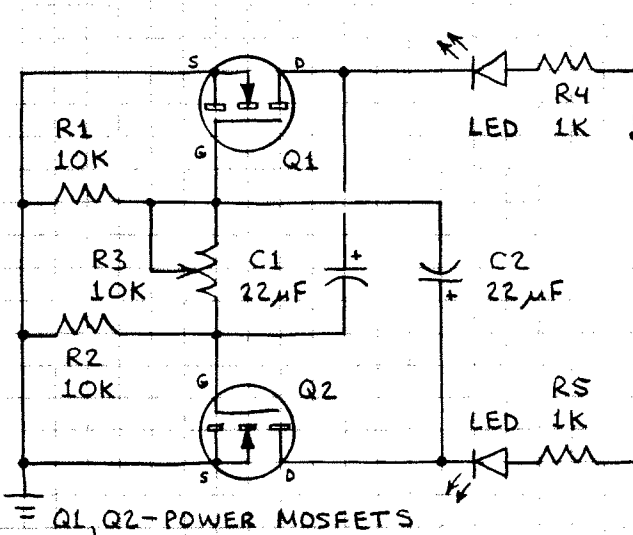 S D
R4
LED 1K
R1
10K
G
Q1
R3
10K
C1
22µF
+
C2
22µF
+
R2
10K
G
Q2
R5
LED 1K
S D
Q1, Q2-POWER MOSFETS